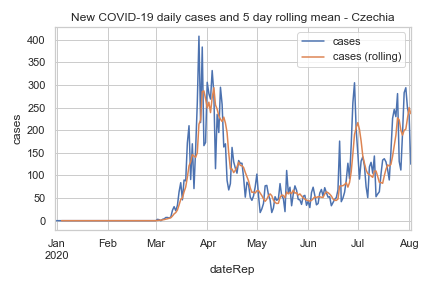 New COVID-19 daily cases and 5 day rolling mean - Czechia
cases
cases (rolling)
400
350
300
250
200
150
100
50
0
cases
Jan
2020
Feb
Mar
Apr
May
Jun
Jul
Aug
dateRep